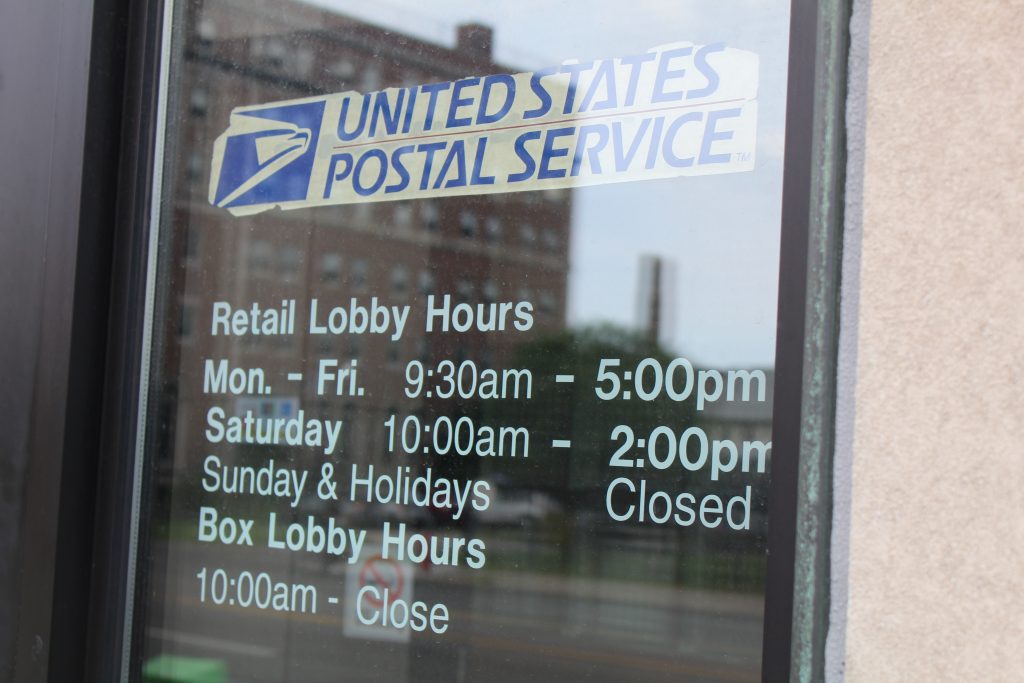 UNITED STATES
POSTAL SERVICE™
Retail Lobby Hours
Mon. - Fri. 9:30am - 5:00pm
Saturday 10:00am - 2:00pm
Sunday & Holidays Closed
Box Lobby Hours
10:00am - Close